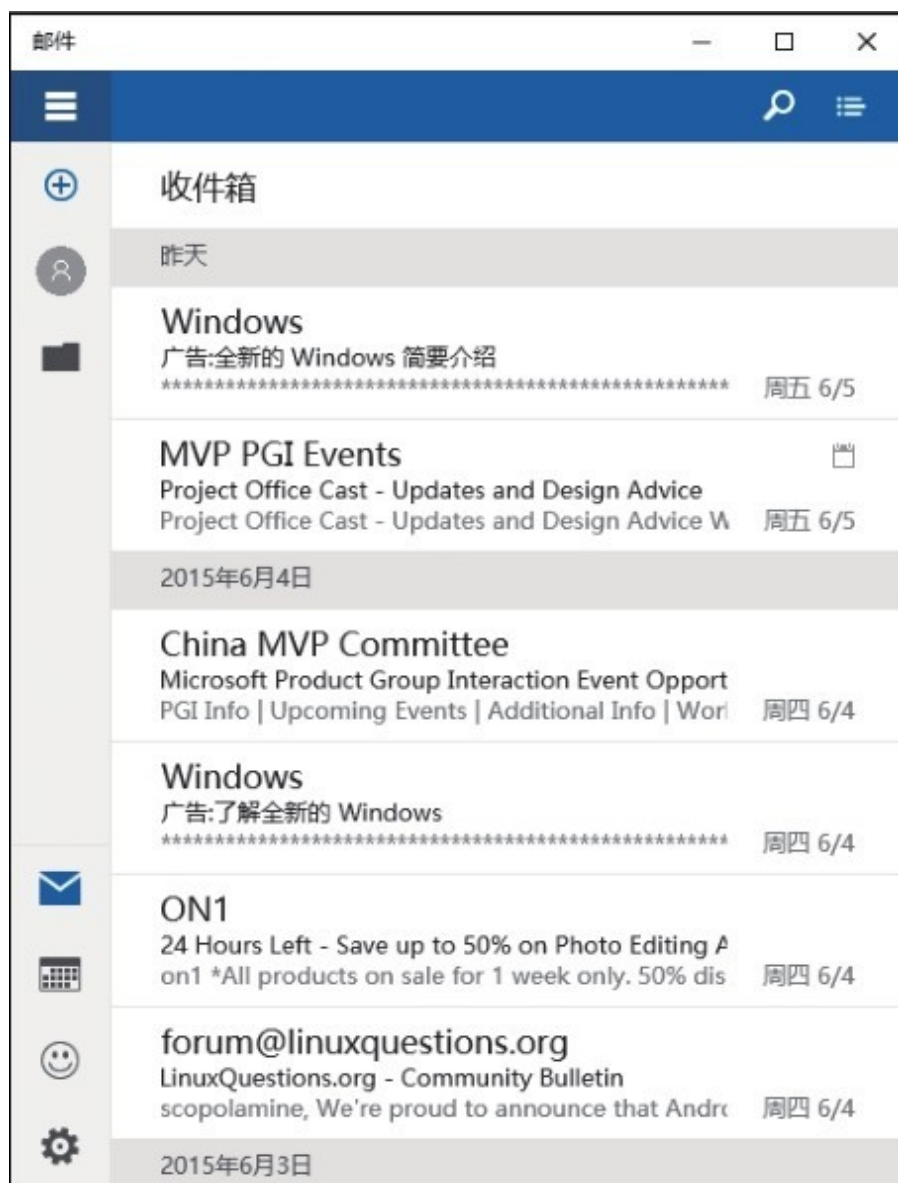 邮件
收件箱
昨天
Windows
广告:全新的 Windows 简要介绍
***************************************************** 周五 6/5
MVP PGI Events
Project Office Cast - Updates and Design Advice
Project Office Cast - Updates and Design Advice W 周五 6/5
2015年6月4日
China MVP Committee
Microsoft Product Group Interaction Event Opport
PGI Info | Upcoming Events | Additional Info | Wor 周四 6/4
Windows
广告:了解全新的 Windows
***************************************************** 周四 6/4
ON1
24 Hours Left - Save up to 50% on Photo Editing A
on1 *All products on sale for 1 week only. 50% dis 周四 6/4
forum@linuxquestions.org
LinuxQuestions.org - Community Bulletin
scopolamine, We're proud to announce that Andro 周四 6/4
2015年6月3日